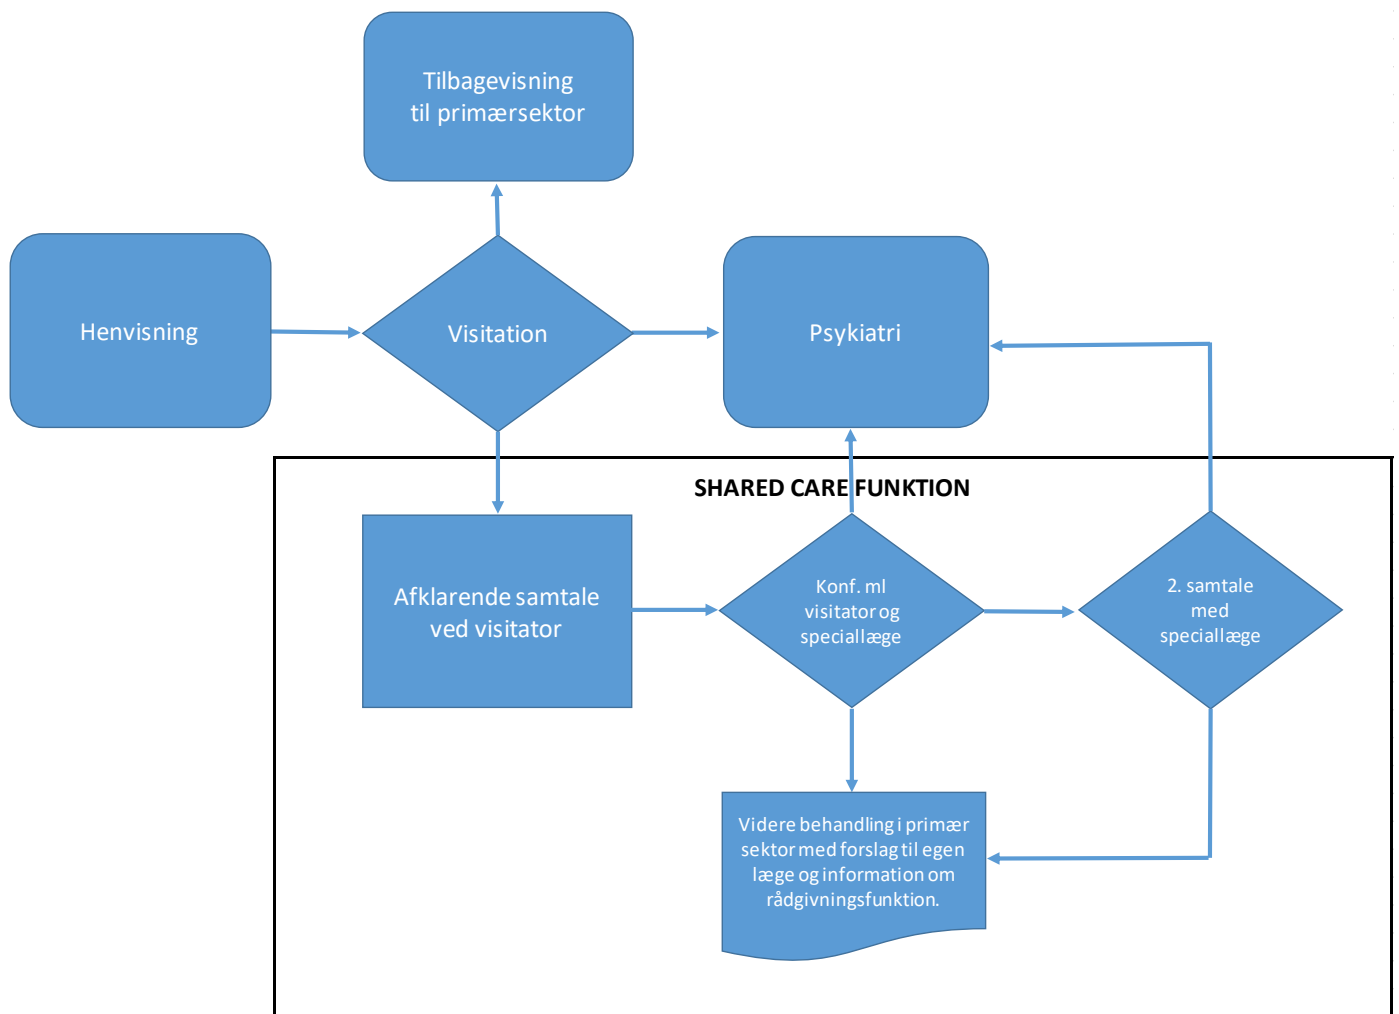 Tilbagevisning
til primærsektor
Henvisning
Visitation
Psykiatri
SHARED CARE FUNKTION
Afklarende samtale
ved visitator
Konf. ml
visitator og
speciallæge
2. samtale
med
speciallæge
Videre behandling i primær
sektor med forslag til egen
læge og information om
rådgivningsfunktion.